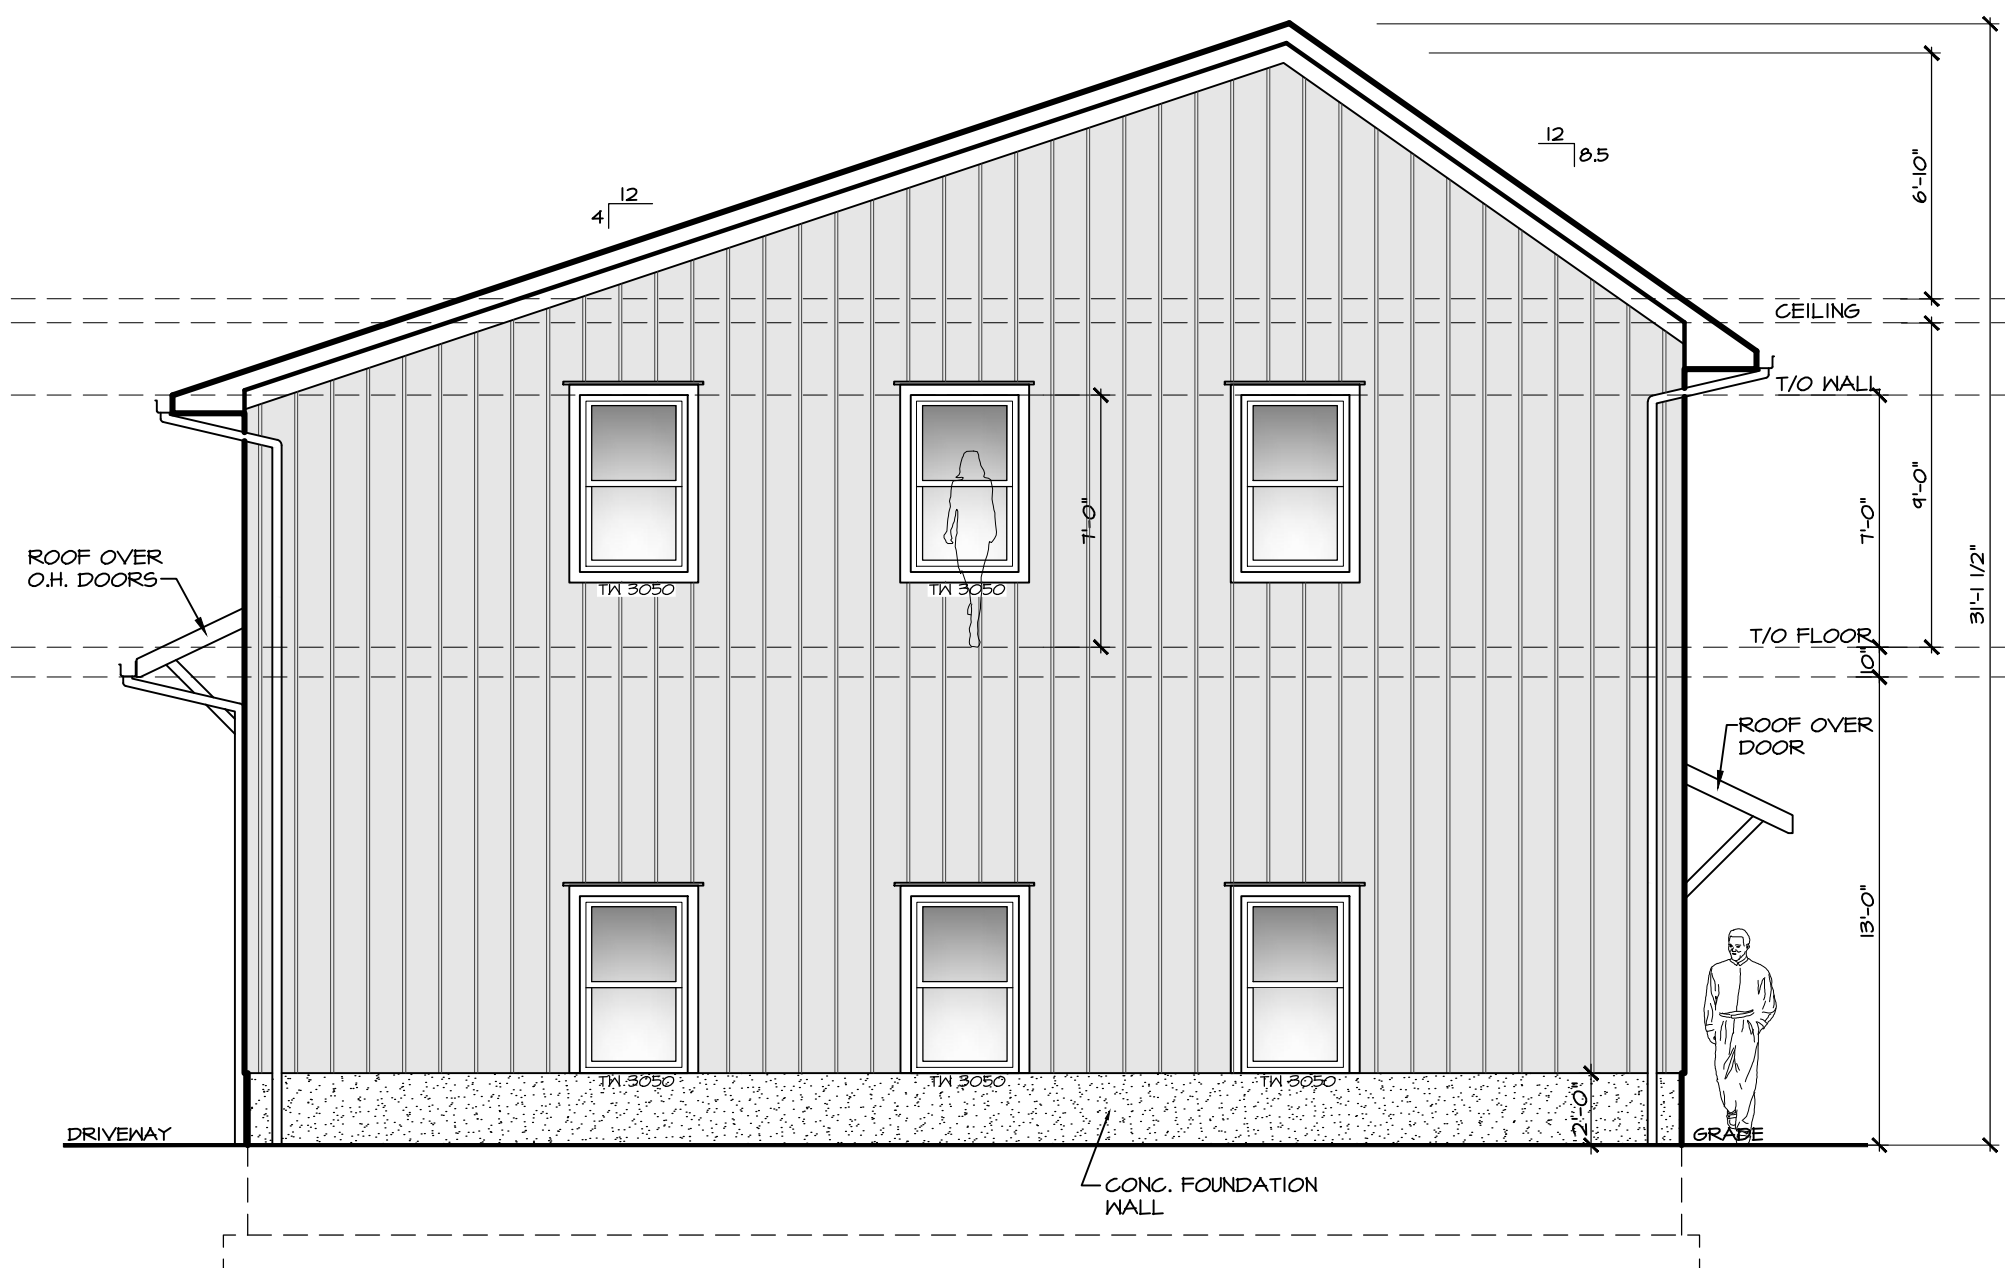 12
8.5
12
4
6'-10"
CEILING
T/O WALL
9'-0"
7'-0"
7'-0"
31'-1 1/2"
ROOF OVER
O.H. DOORS
TW 3050
TW 3050
T/O FLOOR
10"
ROOF OVER
DOOR
13'-0"
TW 3050
TW 3050
TW 3050
2'-0"
DRIVEWAY
GRADE
CONC. FOUNDATION
WALL